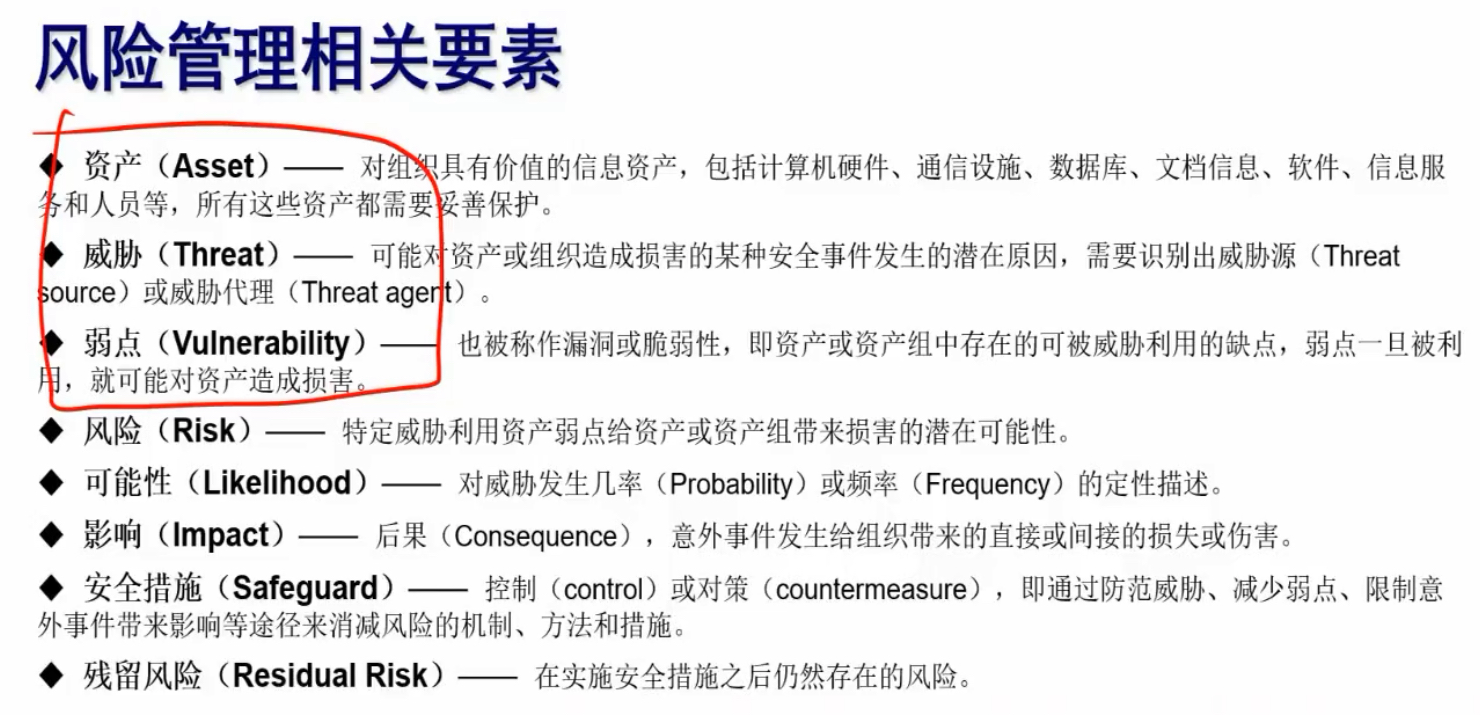 风险管理相关要素
◆ 资产（Asset）—— 对组织具有价值的信息资产，包括计算机硬件、通信设施、数据库、文档信息、软件、信息服
务和人员等，所有这些资产都需要妥善保护。
◆ 威胁（Threat）—— 可能对资产或组织造成损害的某种安全事件发生的潜在原因，需要识别出威胁源（Threat
source）或威胁代理（Threat agent）。
◆ 弱点（Vulnerability）—— 也被称作漏洞或脆弱性，即资产或资产组中存在的可被威胁利用的缺点，弱点一旦被利
用，就可能对资产造成损害。
◆ 风险（Risk）—— 特定威胁利用资产弱点给资产或资产组带来损害的潜在可能性。
◆ 可能性（Likelihood）—— 对威胁发生几率（Probability）或频率（Frequency）的定性描述。
◆ 影响（Impact）—— 后果（Consequence），意外事件发生给组织带来的直接或间接的损失或伤害。
◆ 安全措施（Safeguard）—— 控制（control）或对策（countermeasure），即通过防范威胁、减少弱点、限制意
外事件带来影响等途径来消减风险的机制、方法和措施。
◆ 残留风险（Residual Risk）—— 在实施安全措施之后仍然存在的风险。